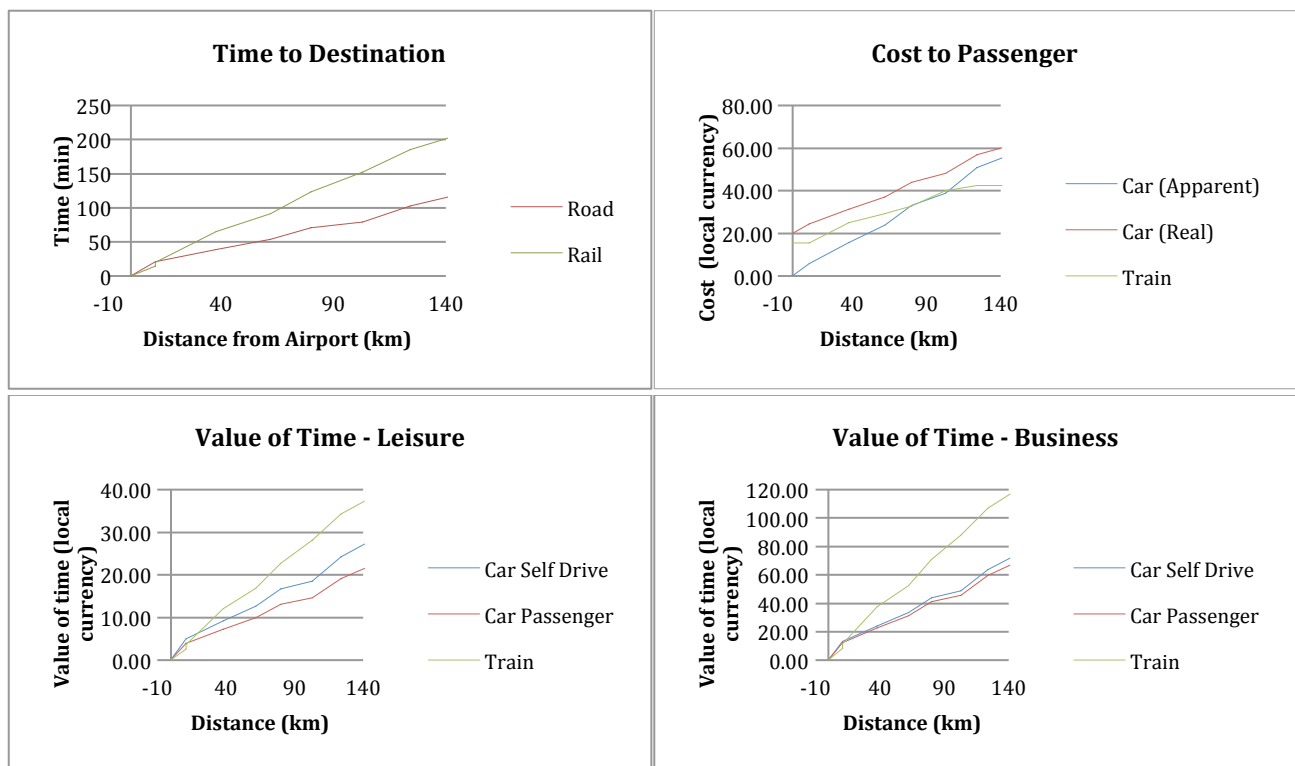 Time to Destination
250
200
150
100
50
0
Time (min)
-10 40 90 140
Distance from Airport (km)
Road
Rail
Cost to Passenger
80.00
60.00
40.00
20.00
0.00
Cost (local currency)
-10 40 90 140
Distance (km)
Car (Apparent)
Car (Real)
Train
Value of Time - Leisure
40.00
30.00
20.00
10.00
0.00
Value of time (local
currency)
-10 40 90 140
Distance (km)
Car Self Drive
Car Passenger
Train
Value of Time - Business
120.00
100.00
80.00
60.00
40.00
20.00
0.00
Value of time (local
currency)
-10 40 90 140
Distance (km)
Car Self Drive
Car Passenger
Train